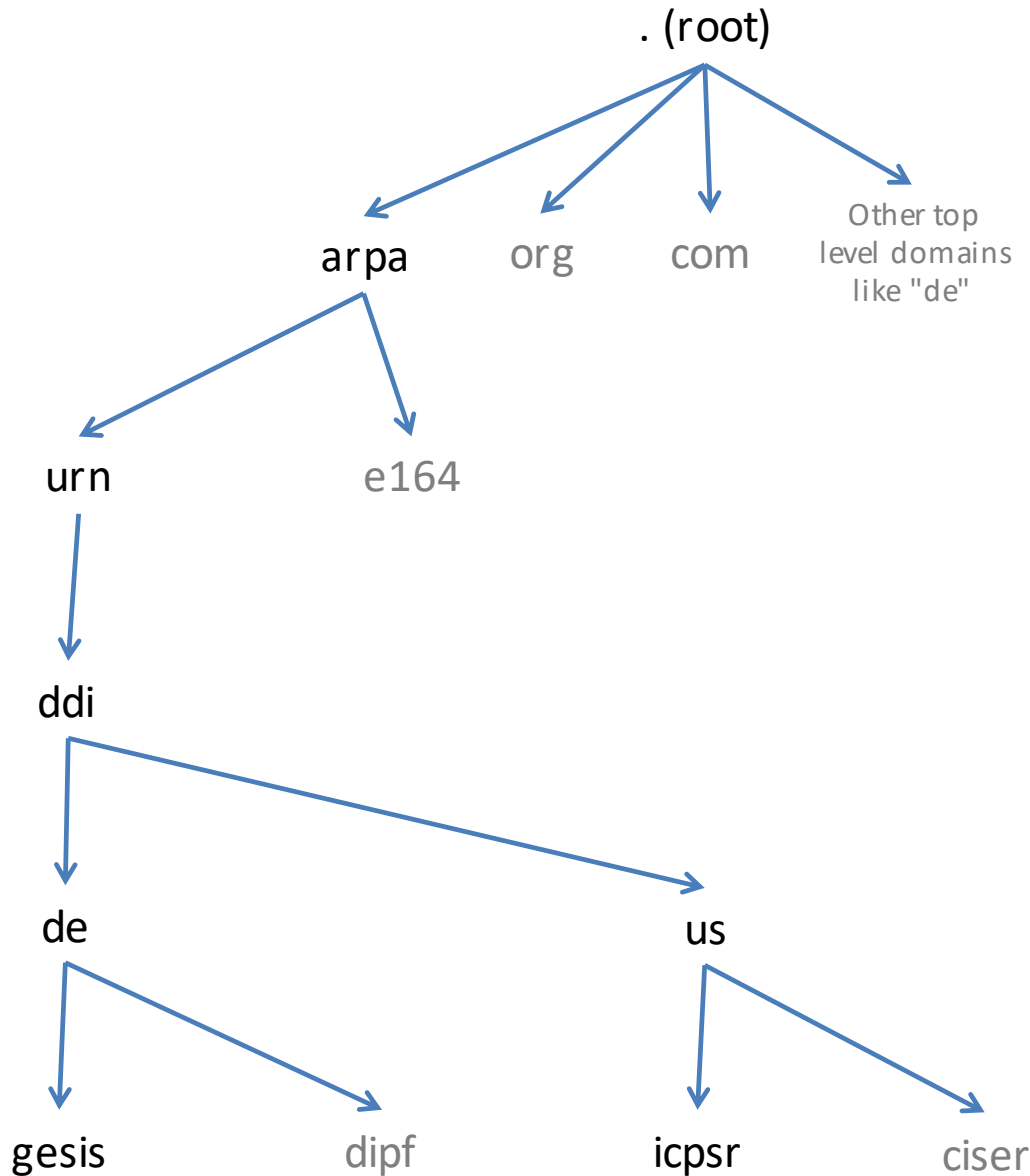 . (root)
arpa
org
com
Other top
level domains
like "de"
urn
e164
ddi
de
us
gesis
dipf
icpsr
ciser